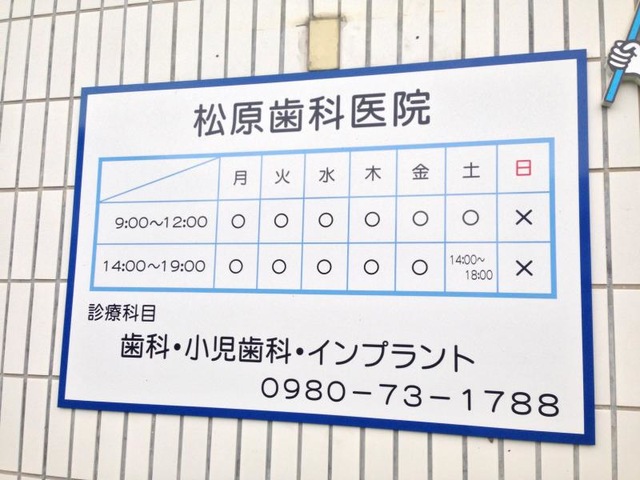 松原歯科医院
月 火 水 木 金 土 日
9:00～12:00 ○ ○ ○ ○ ○ ○ ×
14:00～19:00 ○ ○ ○ ○ ○ 14:00～18:00 ×
診療科目
歯科・小児歯科・インプラント
0980－73－1788